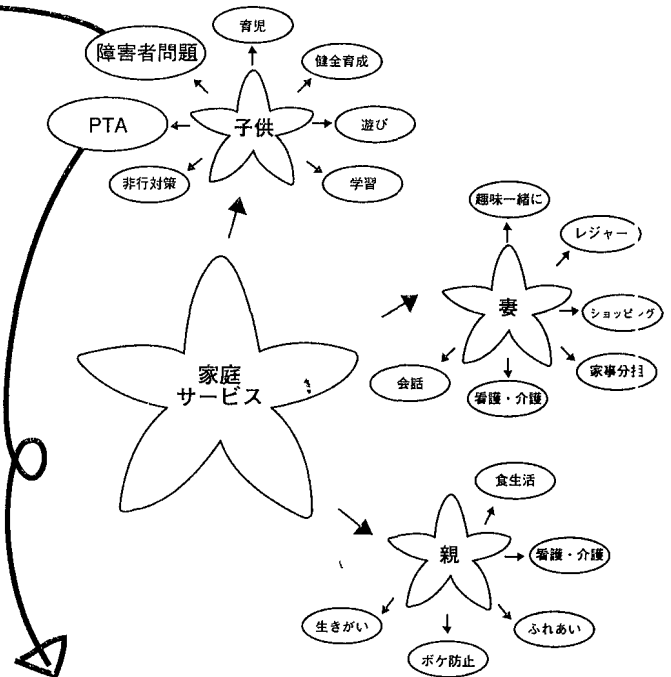 育児
障害者問題
健全育成
PTA
子供
遊び
非行対策
学習
趣味一緒に
レジャー
妻
ショッピング
家事分担
会話
看護・介護
家庭
サービス
食生活
親
看護・介護
生きがい
ふれあい
ボケ防止